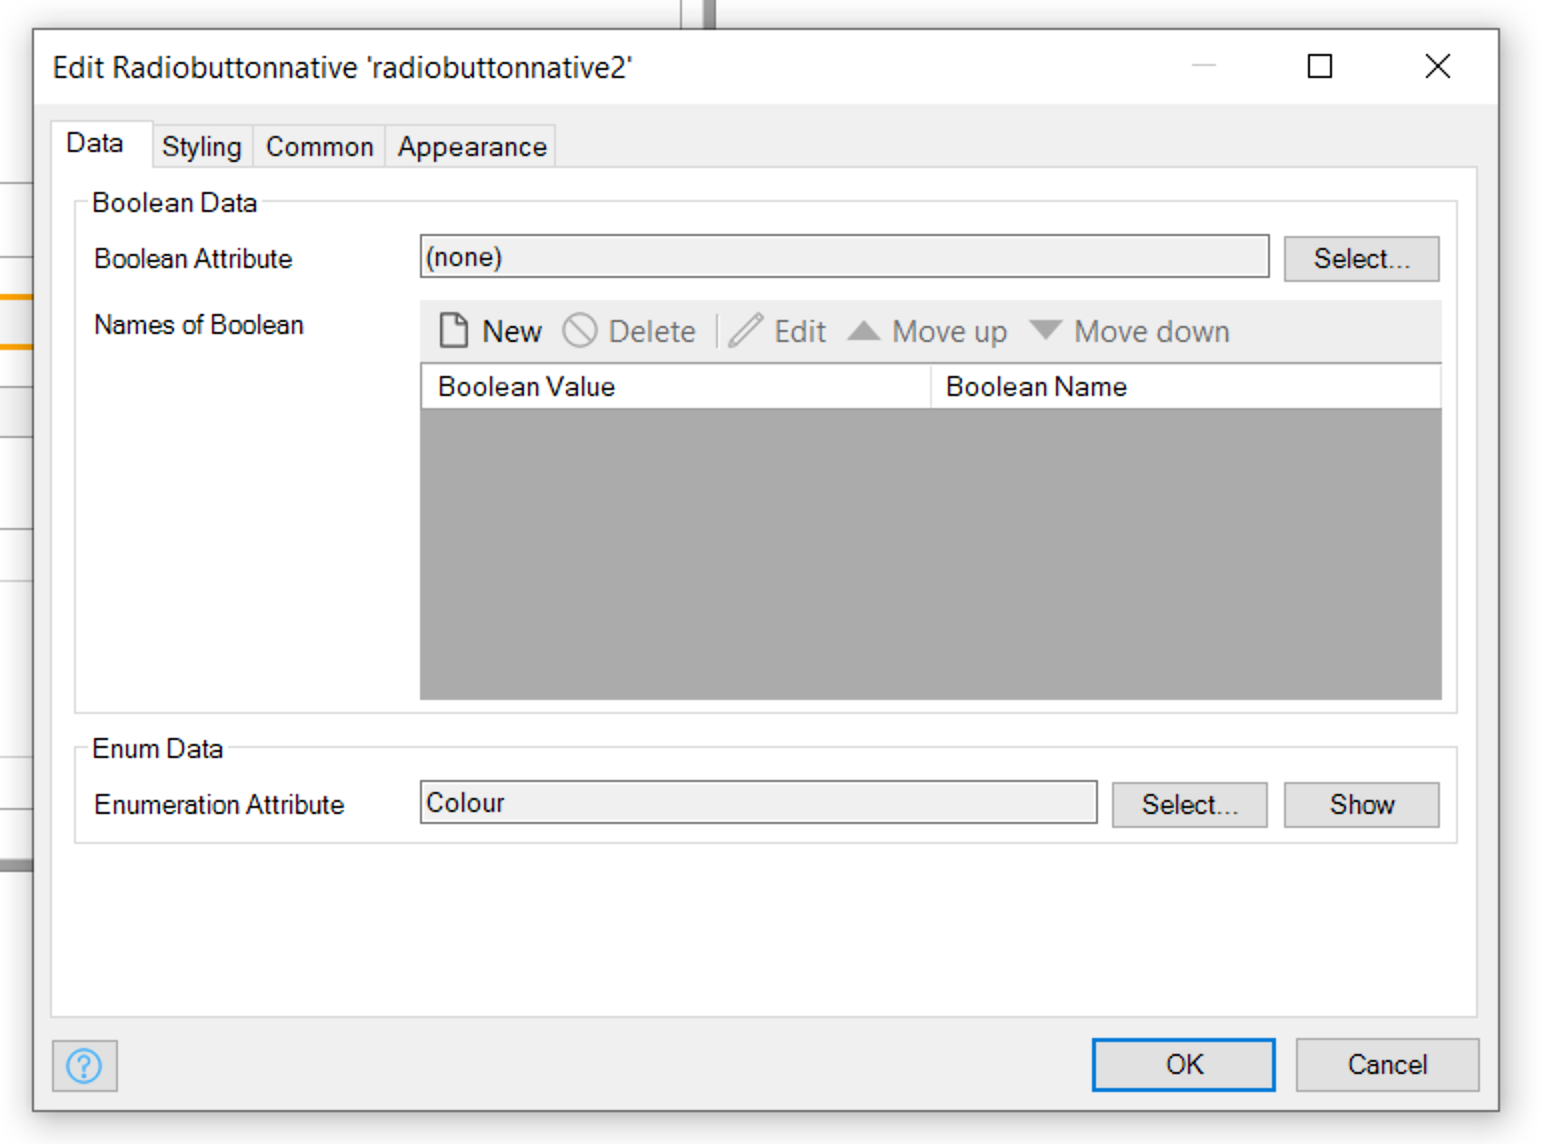 Edit Radiobuttonnative 'radiobuttonnative2'
Data Styling Common Appearance
Boolean Data
Boolean Attribute (none) Select...
Names of Boolean New Delete Edit Move up Move down
Boolean Value Boolean Name
Enum Data
Enumeration Attribute Colour Select... Show
? OK Cancel